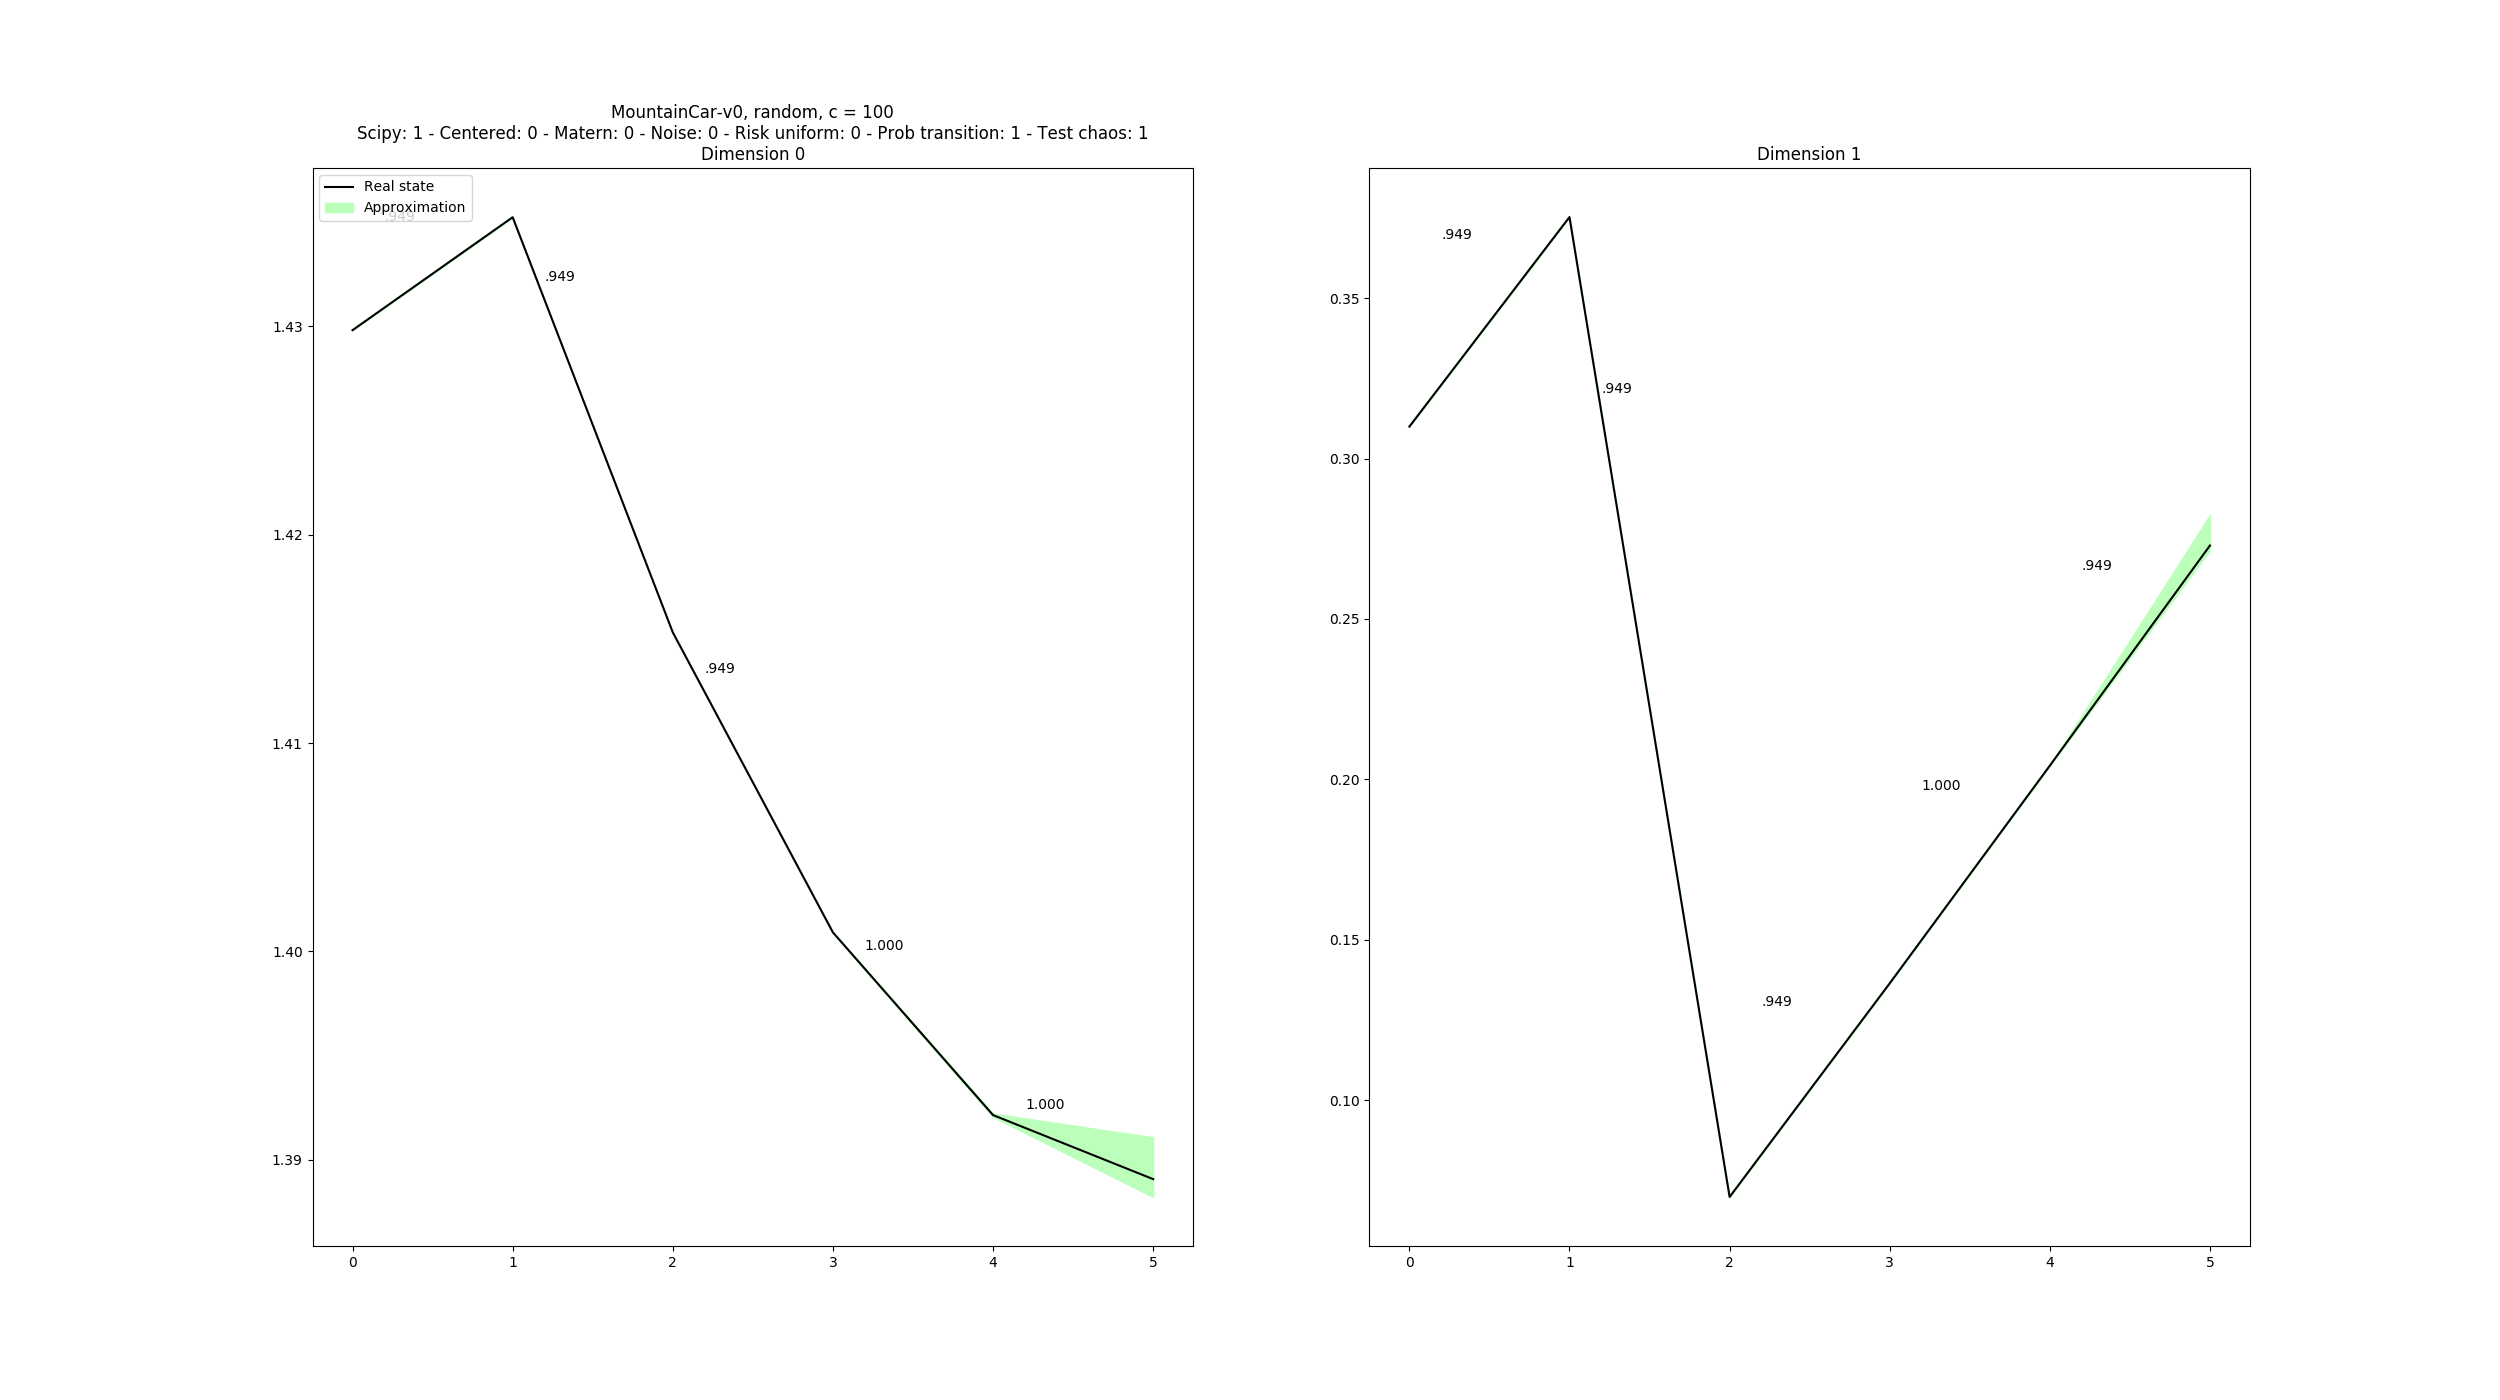 MountainCar-v0, random, c = 100
Scipy: 1 - Centered: 0 - Matern: 0 - Noise: 0 - Risk uniform: 0 - Prob transition: 1 - Test chaos: 1
Dimension 0
Real state
Approximation
.949
.949
.949
1.000
1.000
1.43
1.42
1.41
1.40
1.39
0 1 2 3 4 5
Dimension 1
.949
.949
.949
1.000
.949
0.35
0.30
0.25
0.20
0.15
0.10
0 1 2 3 4 5